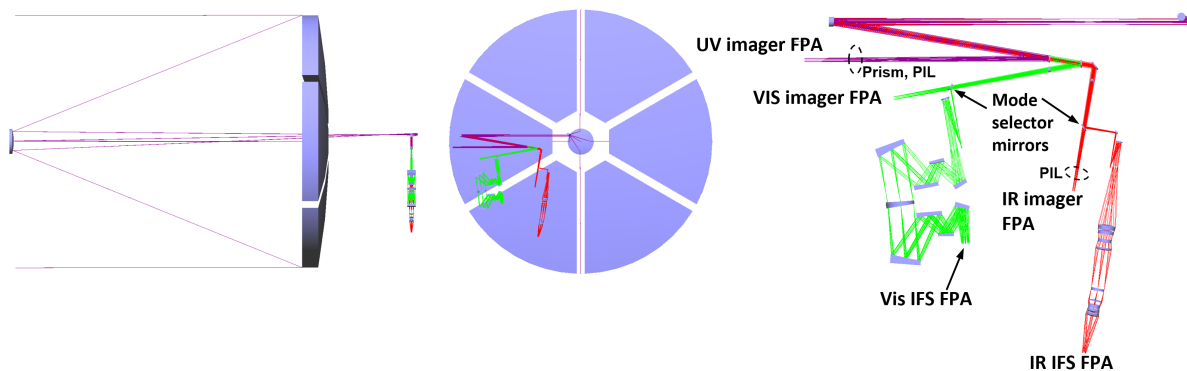 UV imager FPA
Prism, PIL
VIS imager FPA
Mode
selector
mirrors
PIL
IR imager
FPA
Vis IFS FPA
IR IFS FPA